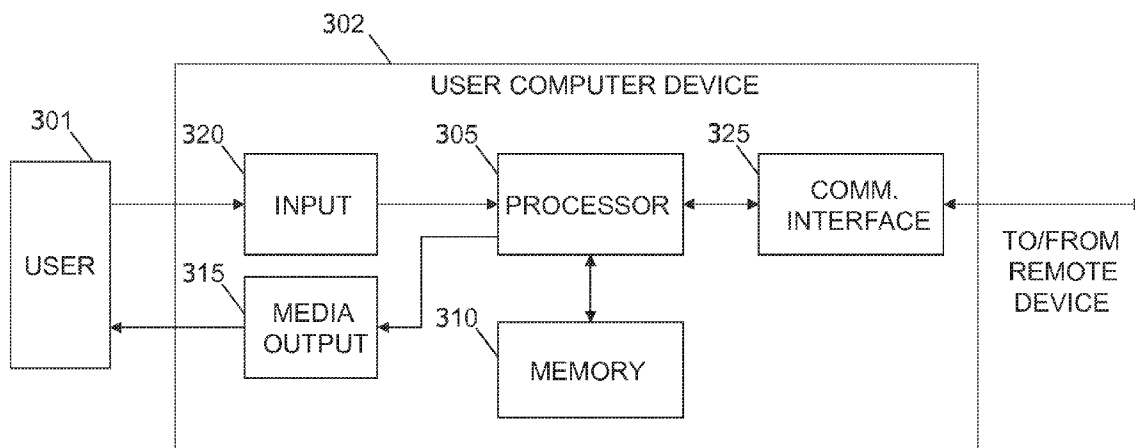 302
USER COMPUTER DEVICE
301
320
305
325
INPUT
PROCESSOR
COMM.
INTERFACE
USER
315
MEDIA
OUTPUT
310
MEMORY
TO/FROM
REMOTE
DEVICE